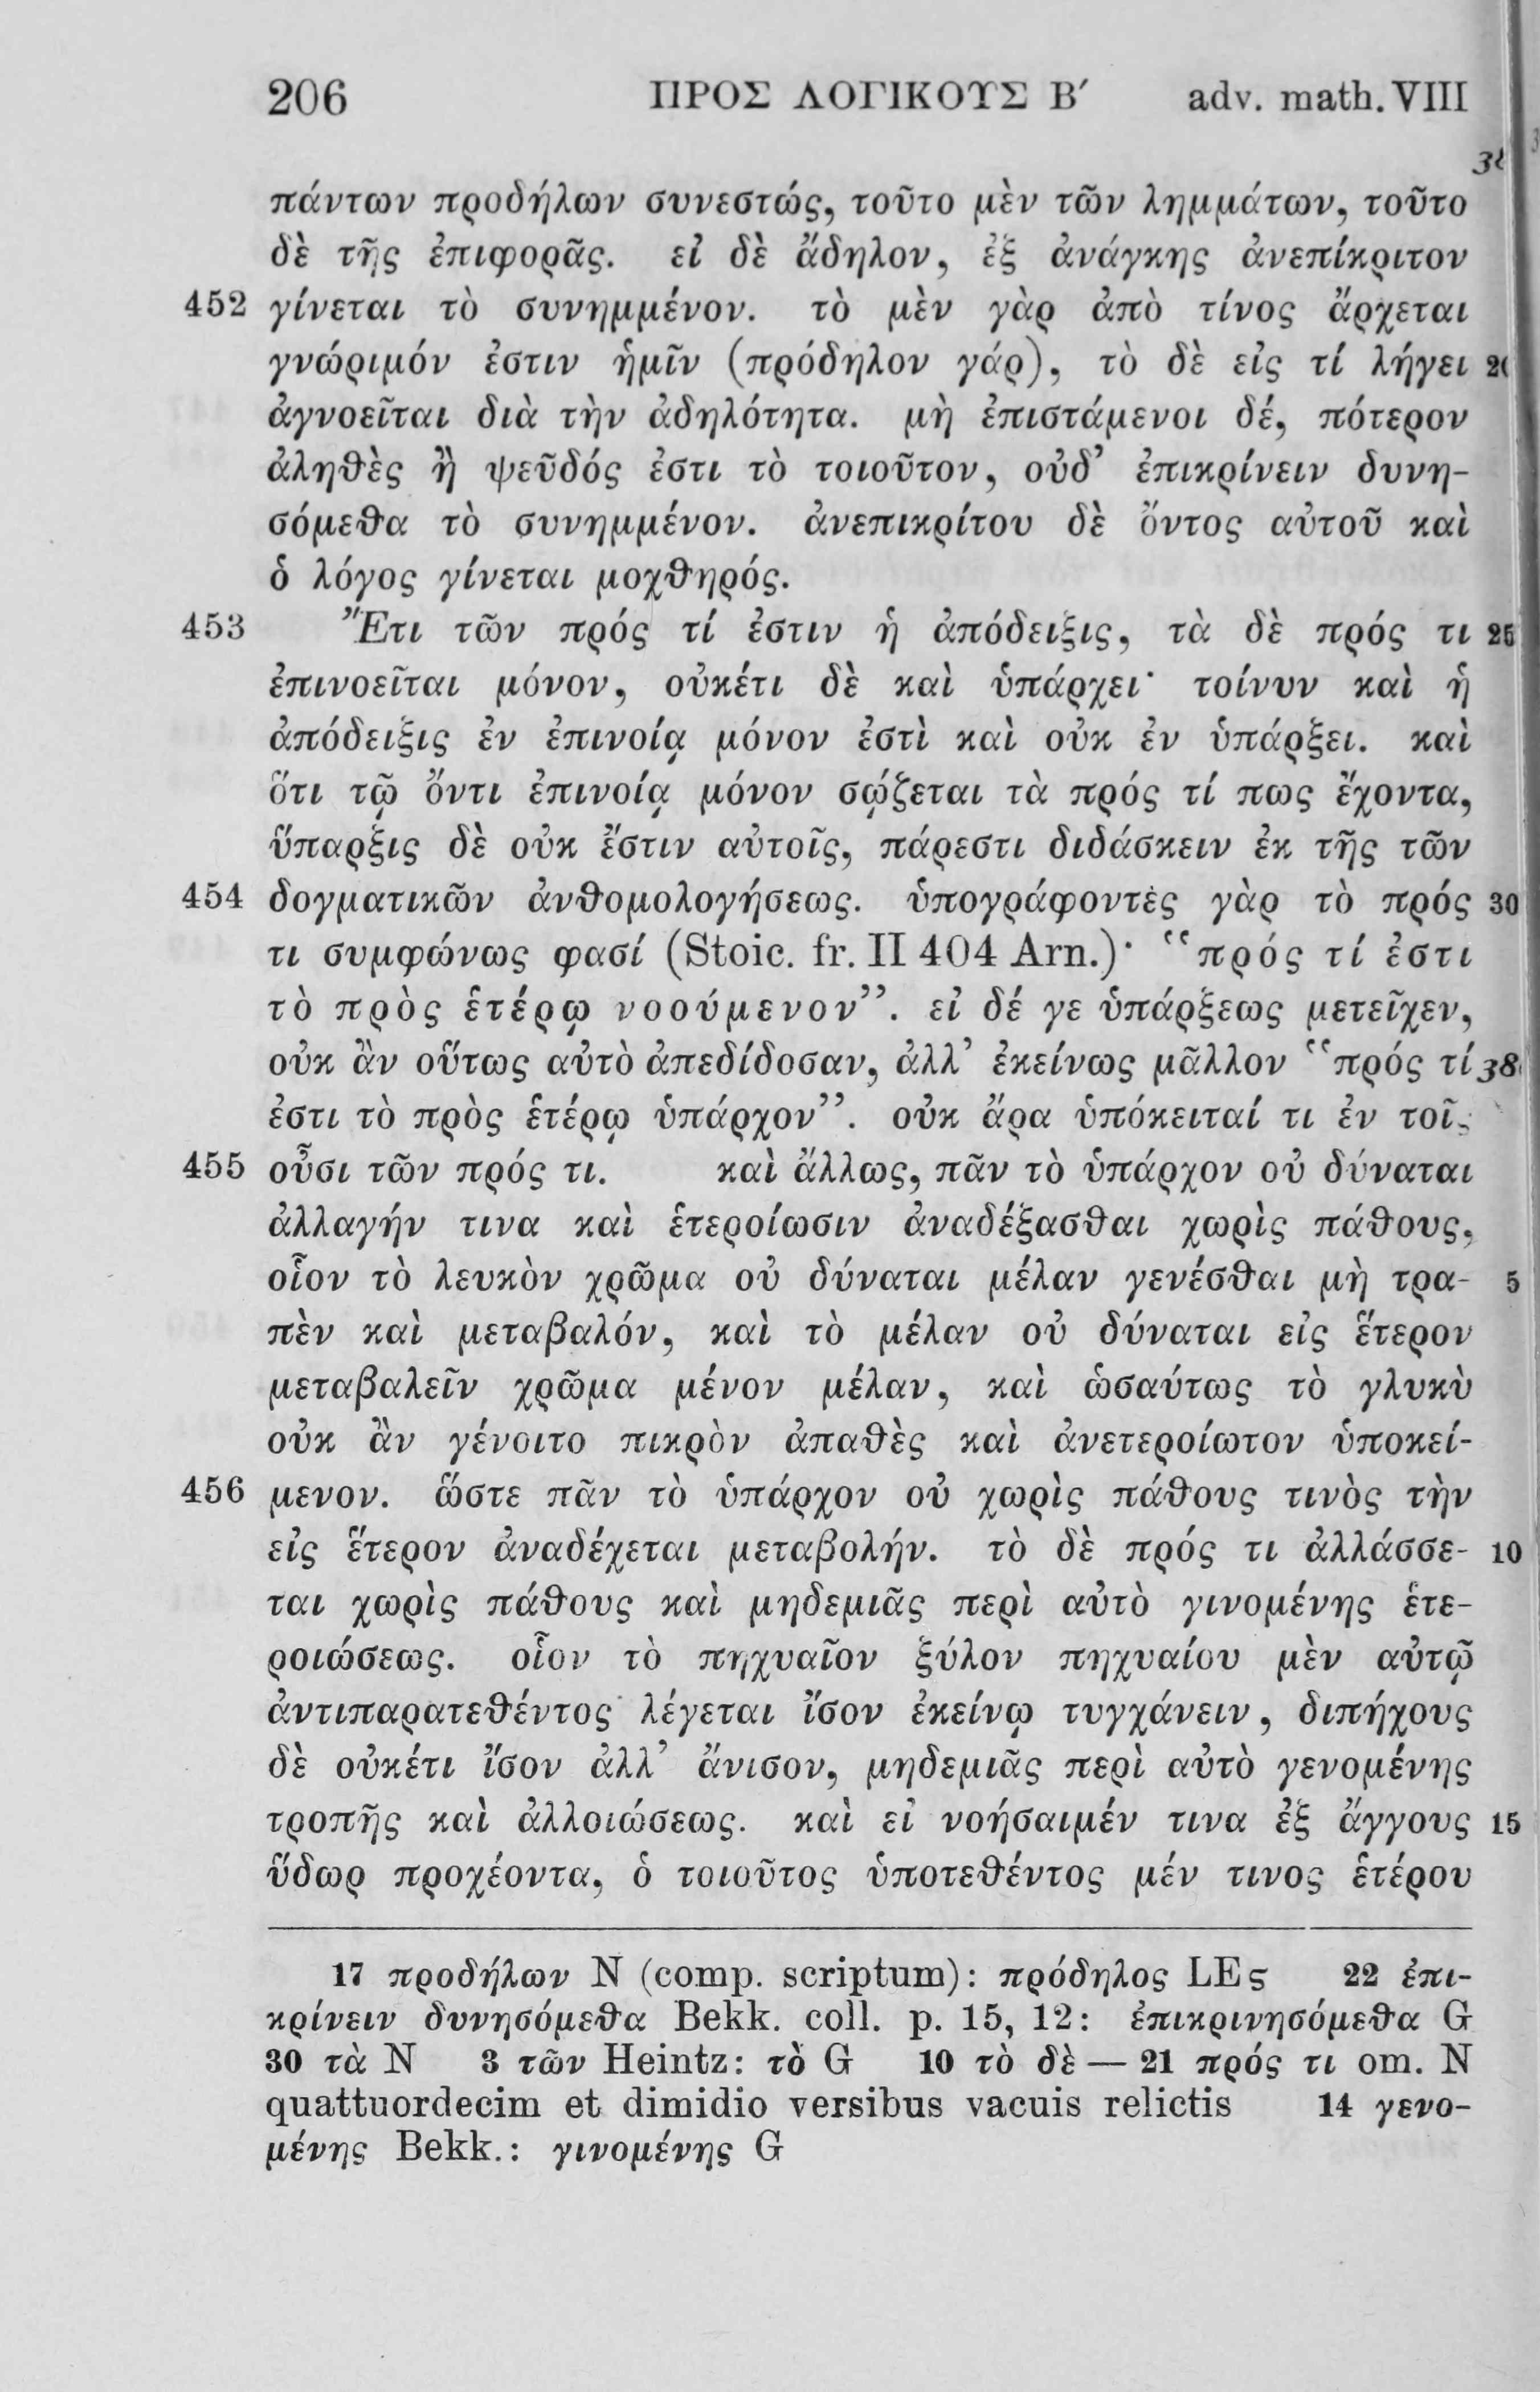 206 ΠΡΟΣ ΛΟΓΙΚΟΥΣ Β′ adv. math. VIII
πάντων προδήλων συνεστώς, τοῦτο μὲν τῶν λημμάτων, τοῦτο
δὲ τῆς ἐπιφορᾶς. εἰ δὲ ἄδηλον, ἐξ ἀνάγκης ἀνεπίκριτον
452 γίνεται τὸ συνημμένον. τὸ μὲν γὰρ ἀπὸ τίνος ἄρχεται
γνώριμόν ἐστιν ἡμῖν (πρόδηλον γάρ), τὸ δὲ εἰς τί λήγει
ἀγνοεῖται διὰ τὴν ἀδηλότητα. μὴ ἐπιστάμενοι δέ, πότερον
ἀληθὲς ἢ ψεῦδός ἐστι τὸ τοιοῦτον, οὐδ’ ἐπικρίνειν δυνη-
σόμεθα τὸ συνημμένον. ἀνεπικρίτου δὲ ὄντος αὐτοῦ καὶ
ὁ λόγος γίνεται μοχθηρός.
453 Ἔτι τῶν πρός τί ἐστιν ἡ ἀπόδειξις, τὰ δὲ πρός τι 25
ἐπινοεῖται μόνον, οὐκέτι δὲ καὶ ὑπάρχει· τοίνυν καὶ ἡ
ἀπόδειξις ἐν ἐπινοίᾳ μόνον ἐστὶ καὶ οὐκ ἐν ὑπάρξει. καὶ
ὅτι τῷ ὄντι ἐπινοίᾳ μόνον σῴζεται τὰ πρός τί πως ἔχοντα,
ὕπαρξις δὲ οὐκ ἔστιν αὐτοῖς, πάρεστι διδάσκειν ἐκ τῆς τῶν
454 δογματικῶν ἀνθομολογήσεως. ὑπογράφοντες γὰρ τὸ πρός 30
τι συμφώνως φασί (Stoic. fr. II 404 Arn.)· “πρός τί ἐστι
τὸ πρὸς ἑτέρῳ νοούμενον”. εἰ δέ γε ὑπάρξεως μετεῖχεν,
οὐκ ἂν οὕτως αὐτὸ ἀπεδίδοσαν, ἀλλ’ ἐκείνως μᾶλλον “πρός τί
ἐστι τὸ πρὸς ἑτέρῳ ὑπάρχον”. οὐκ ἄρα ὑπόκειταί τι ἐν τοῖς
455 οὖσι τῶν πρός τι. καὶ ἄλλως, πᾶν τὸ ὑπάρχον οὐ δύναται
ἀλλαγήν τινα καὶ ἑτεροίωσιν ἀναδέξασθαι χωρὶς πάθους,
οἷον τὸ λευκὸν χρῶμα οὐ δύναται μέλαν γενέσθαι μὴ τρα- 5
πὲν καὶ μεταβαλόν, καὶ τὸ μέλαν οὐ δύναται εἰς ἕτερον
μεταβαλεῖν χρῶμα μένον μέλαν, καὶ ὡσαύτως τὸ γλυκὺ
οὐκ ἂν γένοιτο πικρὸν ἀπαθὲς καὶ ἀνετεροίωτον ὑποκεί-
456 μενον. ὥστε πᾶν τὸ ὑπάρχον οὐ χωρὶς πάθους τινὸς τὴν
εἰς ἕτερον ἀναδέχεται μεταβολήν. τὸ δὲ πρός τι ἀλλάσσε- 10
ται χωρὶς πάθους καὶ μηδεμιᾶς περὶ αὐτὸ γινομένης ἑτε-
ροιώσεως. οἷον τὸ πηχυαῖον ξύλον πηχυαίου μὲν αὐτῷ
ἀντιπαρατεθέντος λέγεται ἴσον ἐκείνῳ τυγχάνειν, διπήχους
δὲ οὐκέτι ἴσον ἀλλ’ ἄνισον, μηδεμιᾶς περὶ αὐτὸ γενομένης
τροπῆς καὶ ἀλλοιώσεως. καὶ εἰ νοήσαιμέν τινα ἐξ ἄγγους 15
ὕδωρ προχέοντα, ὁ τοιοῦτος ὑποτεθέντος μέν τινος ἑτέρου
17 προδήλων N (comp. scriptum): πρόδηλος LEς 22 ἐπι-
κρίνειν δυνησόμεθα Bekk. coll. p. 15, 12: ἐπικρινησόμεθα G
30 τὰ N 3 τῶν Heintz: τὸ G 10 τὸ δὲ — 21 πρός τι om. N
quattuordecim et dimidio versibus vacuis relictis 14 γενο-
μένης Bekk.: γινομένης G